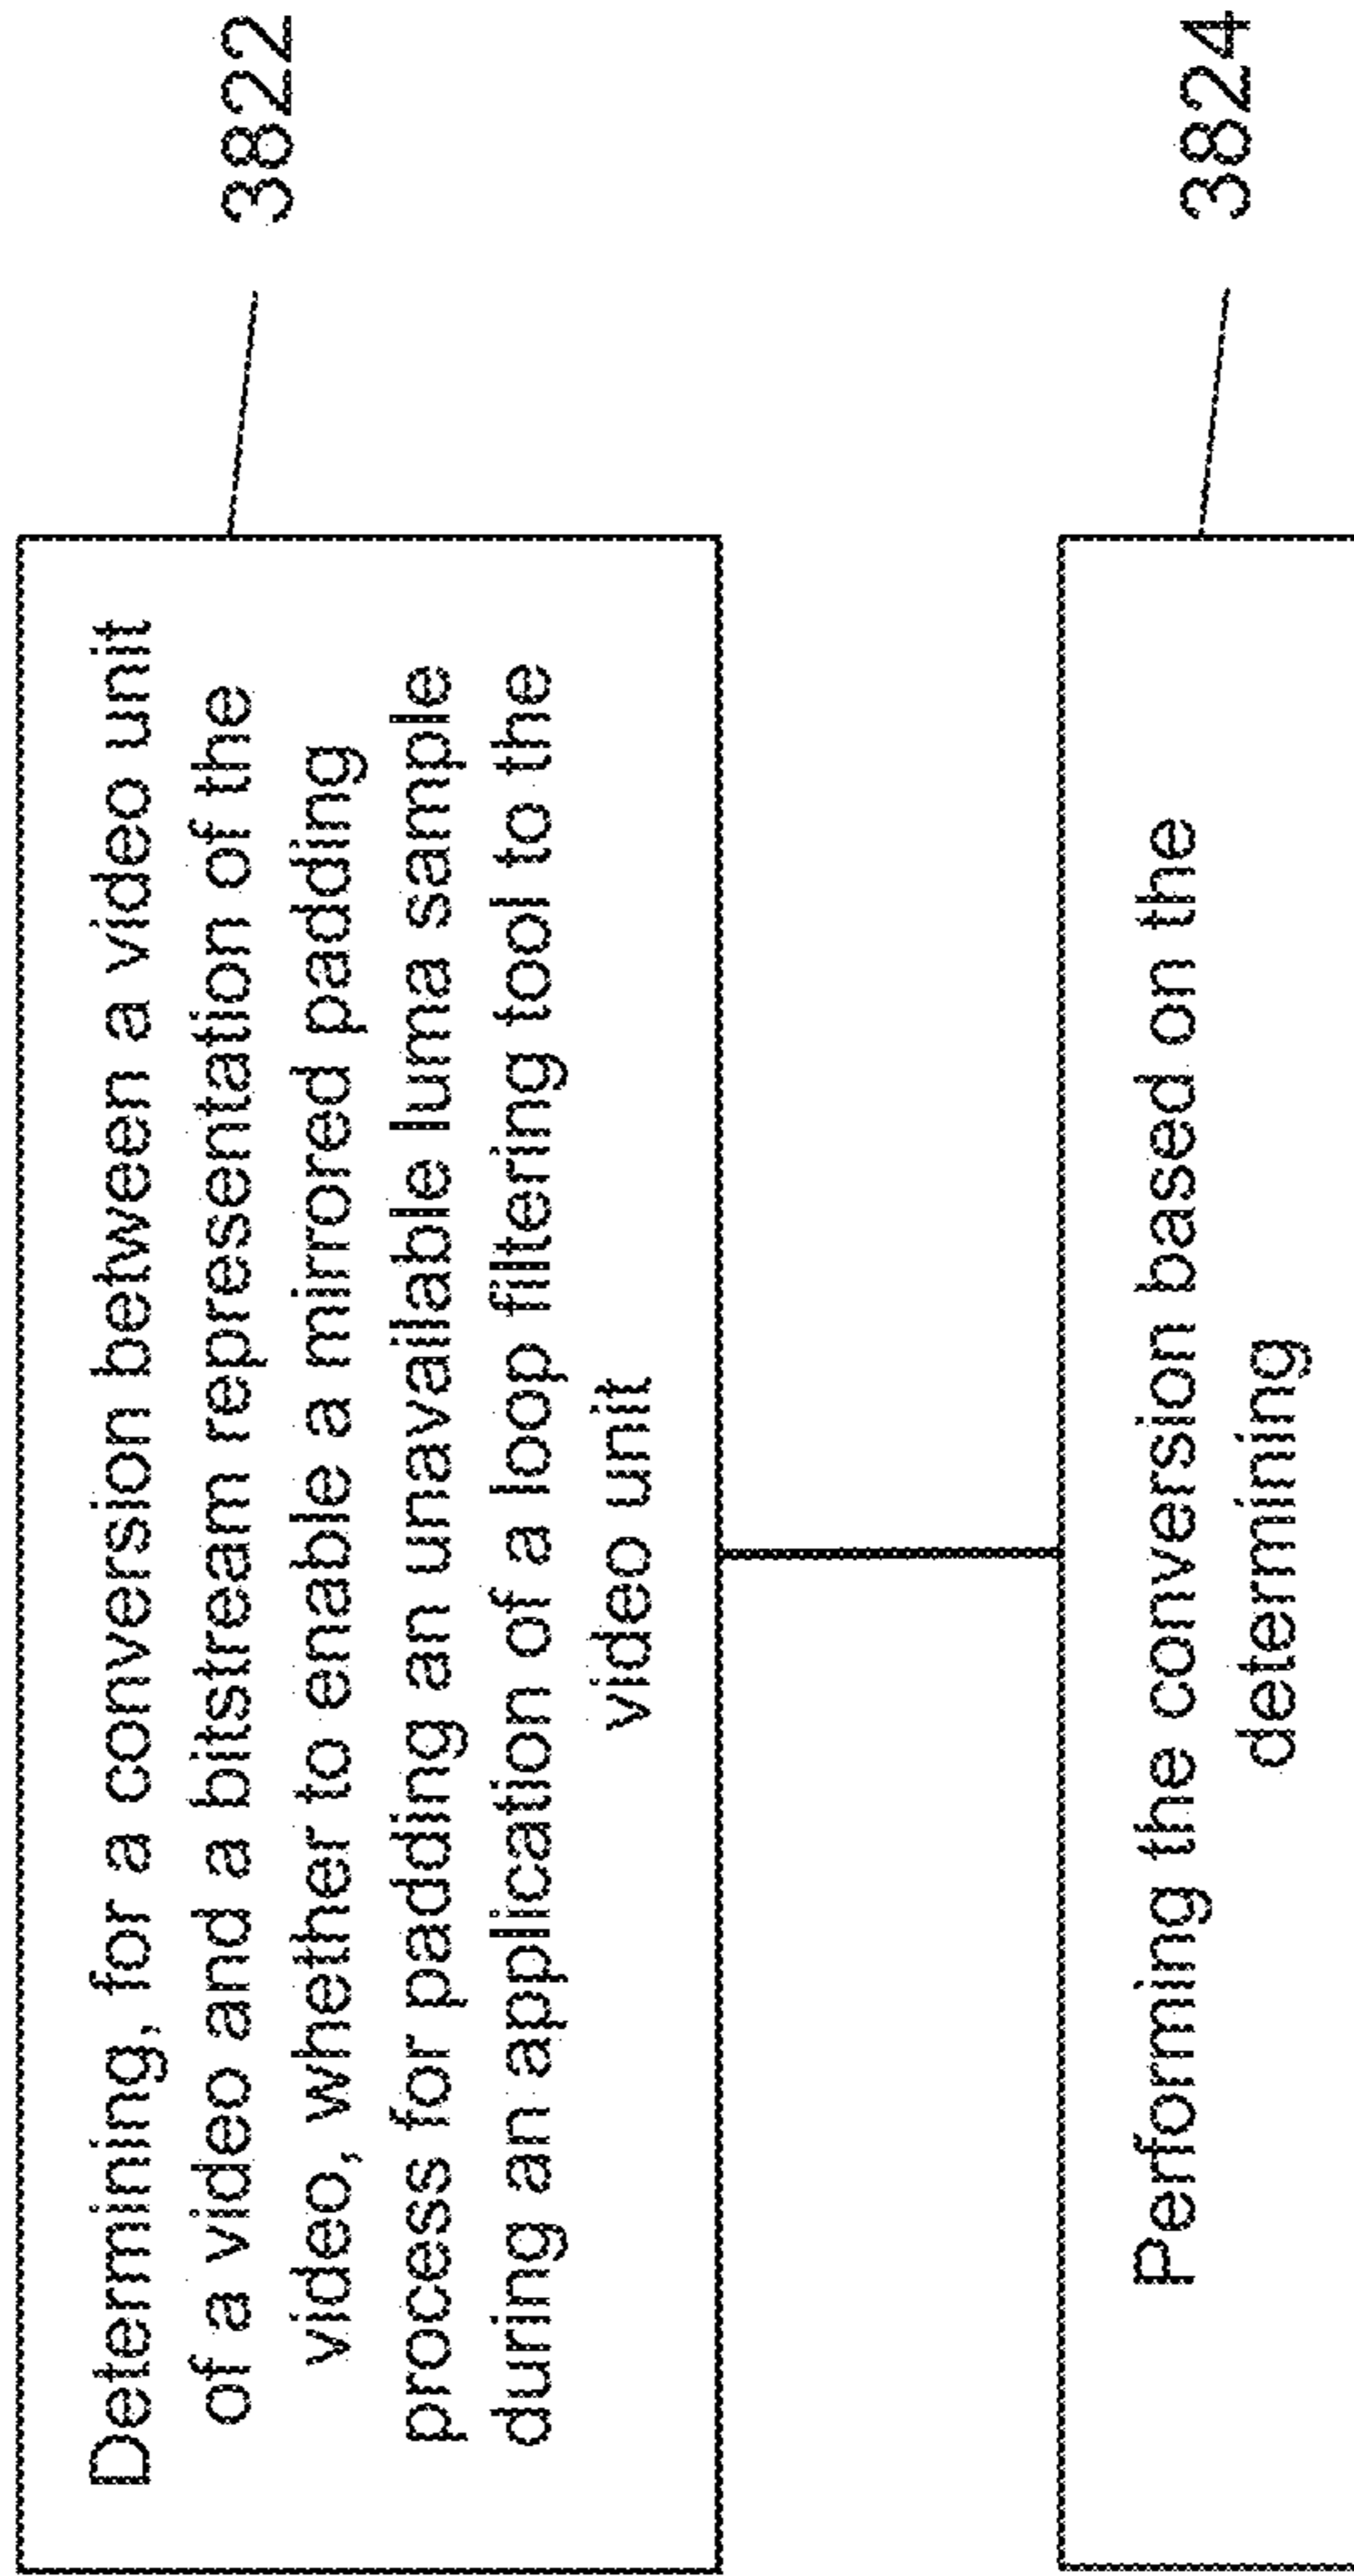 Determining, for a conversion between a video unit
of a video and a bitstream representation of the
video, whether to enable a mirrored padding
process for padding an unavailable luma sample
during an application of a loop filtering tool to the
video unit
3822
Performing the conversion based on the
determining
3824